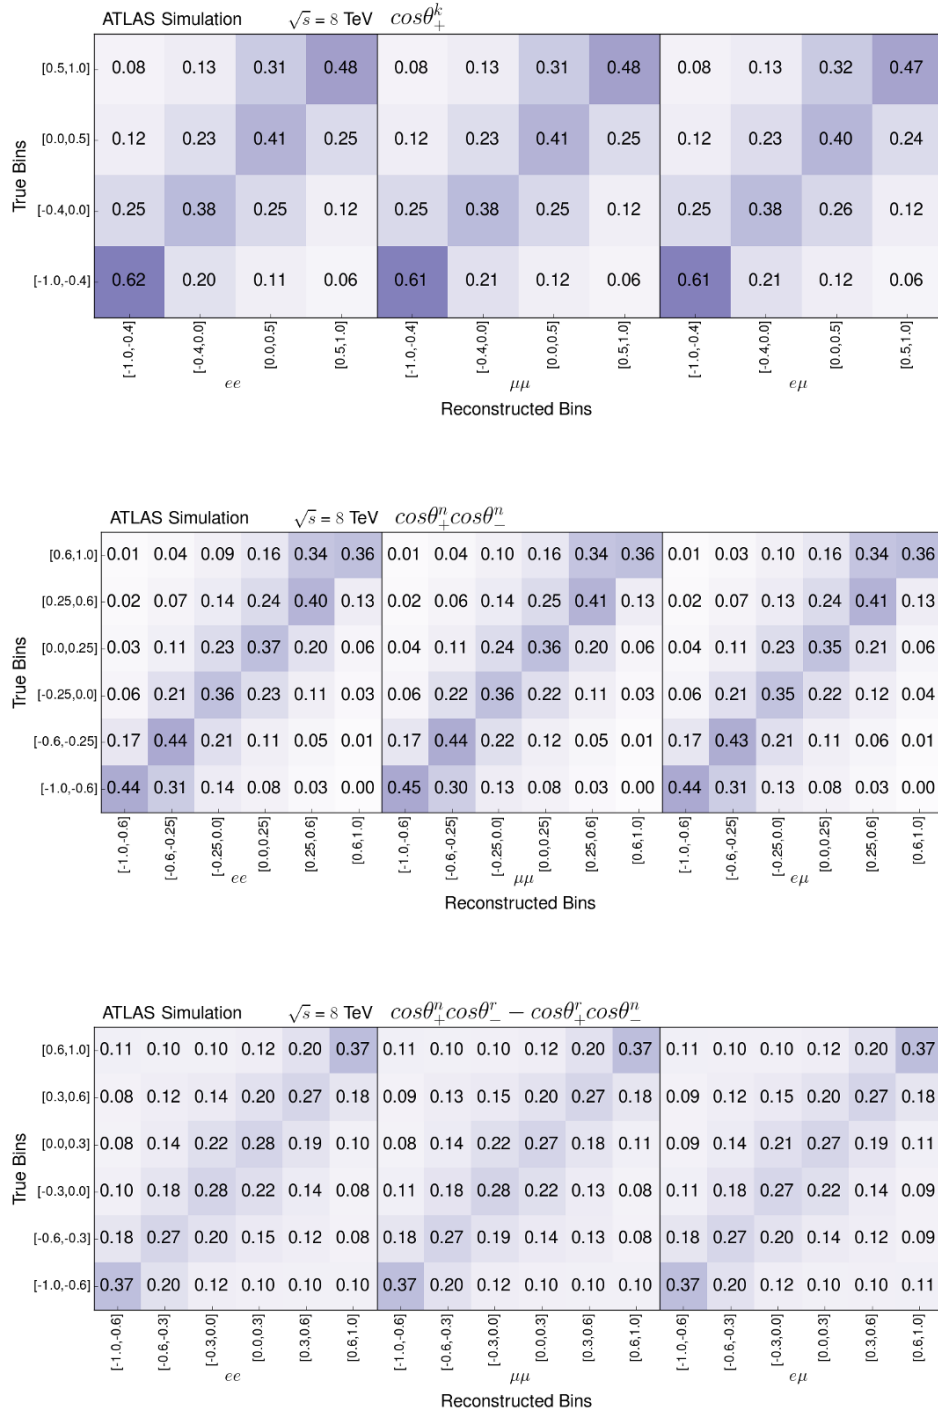 ATLAS Simulation √s = 8 TeV cosθ₊ᵏ
[0.5,1.0] 0.08 0.13 0.31 0.48 0.08 0.13 0.31 0.48 0.08 0.13 0.32 0.47
[0.0,0.5] 0.12 0.23 0.41 0.25 0.12 0.23 0.41 0.25 0.12 0.23 0.40 0.24
True Bins
[-0.4,0.0] 0.25 0.38 0.25 0.12 0.25 0.38 0.25 0.12 0.25 0.38 0.26 0.12
[-1.0,-0.4] 0.62 0.20 0.11 0.06 0.61 0.21 0.12 0.06 0.61 0.21 0.12 0.06
[-1.0,-0.4] [-0.4,0.0] [0.0,0.5] [0.5,1.0] [-1.0,-0.4] [-0.4,0.0] [0.0,0.5] [0.5,1.0] [-1.0,-0.4] [-0.4,0.0] [0.0,0.5] [0.5,1.0]
ee μμ eμ
Reconstructed Bins
ATLAS Simulation √s = 8 TeV cosθ₊ⁿcosθ₋ⁿ
[0.6,1.0] 0.01 0.04 0.09 0.16 0.34 0.36 0.01 0.04 0.10 0.16 0.34 0.36 0.01 0.03 0.10 0.16 0.34 0.36
[0.25,0.6] 0.02 0.07 0.14 0.24 0.40 0.13 0.02 0.06 0.14 0.25 0.41 0.13 0.02 0.07 0.13 0.24 0.41 0.13
[0.0,0.25] 0.03 0.11 0.23 0.37 0.20 0.06 0.04 0.11 0.24 0.36 0.20 0.06 0.04 0.11 0.23 0.35 0.21 0.06
True Bins
[-0.25,0.0] 0.06 0.21 0.36 0.23 0.11 0.03 0.06 0.22 0.36 0.22 0.11 0.03 0.06 0.21 0.35 0.22 0.12 0.04
[-0.6,-0.25] 0.17 0.44 0.21 0.11 0.05 0.01 0.17 0.44 0.22 0.12 0.05 0.01 0.17 0.43 0.21 0.11 0.06 0.01
[-1.0,-0.6] 0.44 0.31 0.14 0.08 0.03 0.00 0.45 0.30 0.13 0.08 0.03 0.00 0.44 0.31 0.13 0.08 0.03 0.00
[-1.0,-0.6] [-0.6,-0.25] [-0.25,0.0] [0.0,0.25] [0.25,0.6] [0.6,1.0] [-1.0,-0.6] [-0.6,-0.25] [-0.25,0.0] [0.0,0.25] [0.25,0.6] [0.6,1.0] [-1.0,-0.6] [-0.6,-0.25] [-0.25,0.0] [0.0,0.25] [0.25,0.6] [0.6,1.0]
ee μμ eμ
Reconstructed Bins
ATLAS Simulation √s = 8 TeV cosθ₊ⁿcosθ₋ʳ − cosθ₊ʳcosθ₋ⁿ
[0.6,1.0] 0.11 0.10 0.10 0.12 0.20 0.37 0.11 0.10 0.10 0.12 0.20 0.37 0.11 0.10 0.10 0.12 0.20 0.37
[0.3,0.6] 0.08 0.12 0.14 0.20 0.27 0.18 0.09 0.13 0.15 0.20 0.27 0.18 0.09 0.12 0.15 0.20 0.27 0.18
[0.0,0.3] 0.08 0.14 0.22 0.28 0.19 0.10 0.08 0.14 0.22 0.27 0.18 0.11 0.09 0.14 0.21 0.27 0.19 0.11
True Bins
[-0.3,0.0] 0.10 0.18 0.28 0.22 0.14 0.08 0.11 0.18 0.28 0.22 0.13 0.08 0.11 0.18 0.27 0.22 0.14 0.09
[-0.6,-0.3] 0.18 0.27 0.20 0.15 0.12 0.08 0.18 0.27 0.19 0.14 0.13 0.08 0.18 0.27 0.20 0.14 0.12 0.09
[-1.0,-0.6] 0.37 0.20 0.12 0.10 0.10 0.10 0.37 0.20 0.12 0.10 0.10 0.10 0.37 0.20 0.12 0.10 0.10 0.11
[-1.0,-0.6] [-0.6,-0.3] [-0.3,0.0] [0.0,0.3] [0.3,0.6] [0.6,1.0] [-1.0,-0.6] [-0.6,-0.3] [-0.3,0.0] [0.0,0.3] [0.3,0.6] [0.6,1.0] [-1.0,-0.6] [-0.6,-0.3] [-0.3,0.0] [0.0,0.3] [0.3,0.6] [0.6,1.0]
ee μμ eμ
Reconstructed Bins